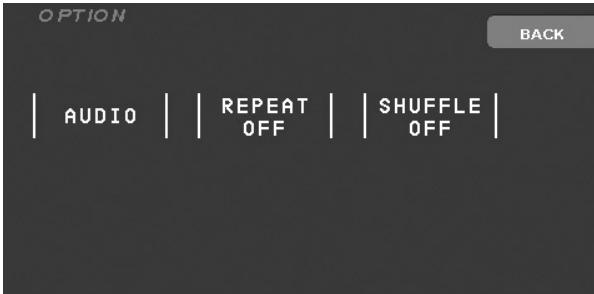 OPTION
BACK
AUDIO
REPEAT
OFF
SHUFFLE
OFF